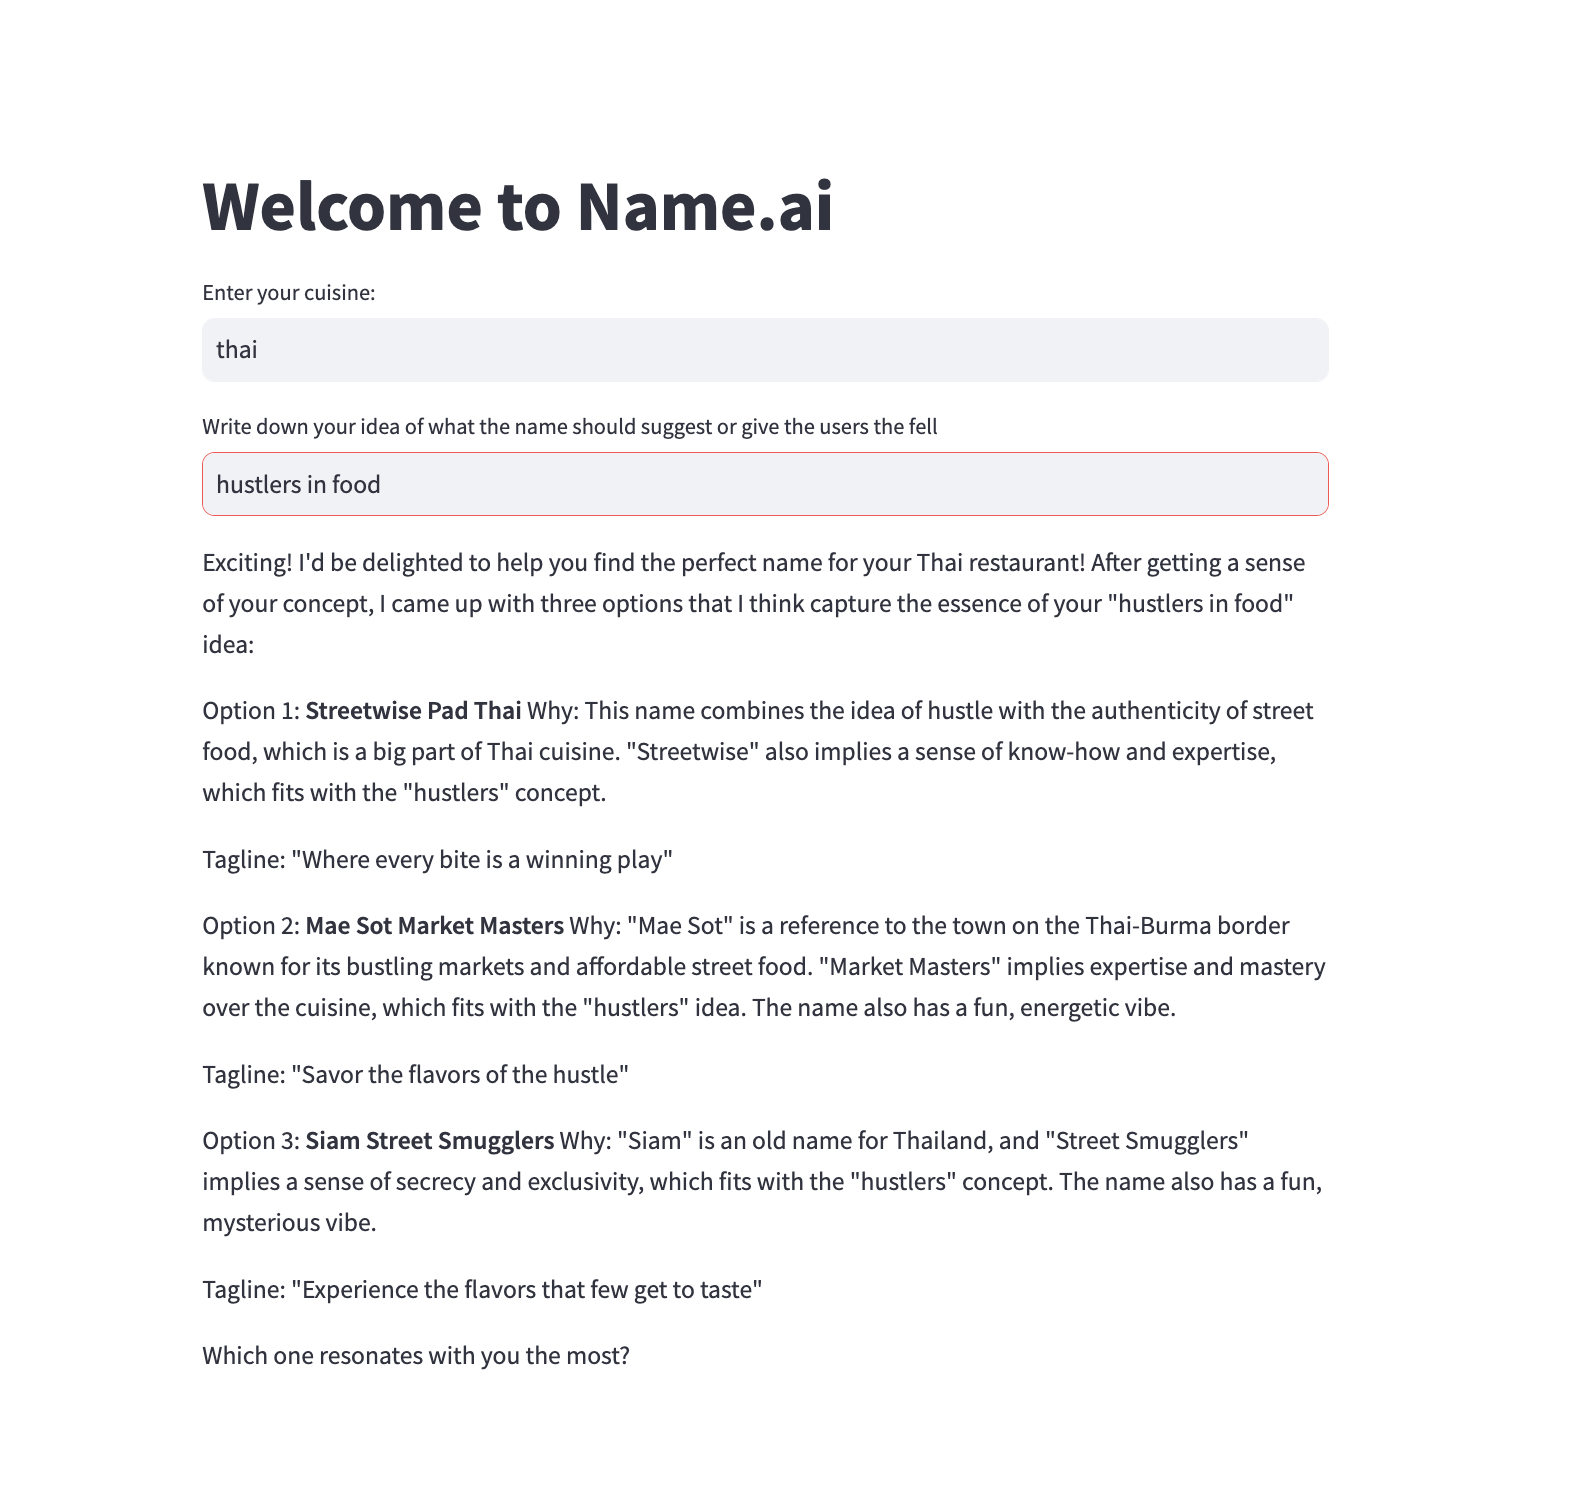 Welcome to Name.ai
Enter your cuisine:
thai
Write down your idea of what the name should suggest or give the users the fell
hustlers in food
Exciting! I'd be delighted to help you find the perfect name for your Thai restaurant! After getting a sense
of your concept, I came up with three options that I think capture the essence of your "hustlers in food"
idea:
Option 1: Streetwise Pad Thai Why: This name combines the idea of hustle with the authenticity of street
food, which is a big part of Thai cuisine. "Streetwise" also implies a sense of know-how and expertise,
which fits with the "hustlers" concept.
Tagline: "Where every bite is a winning play"
Option 2: Mae Sot Market Masters Why: "Mae Sot" is a reference to the town on the Thai-Burma border
known for its bustling markets and affordable street food. "Market Masters" implies expertise and mastery
over the cuisine, which fits with the "hustlers" idea. The name also has a fun, energetic vibe.
Tagline: "Savor the flavors of the hustle"
Option 3: Siam Street Smugglers Why: "Siam" is an old name for Thailand, and "Street Smugglers"
implies a sense of secrecy and exclusivity, which fits with the "hustlers" concept. The name also has a fun,
mysterious vibe.
Tagline: "Experience the flavors that few get to taste"
Which one resonates with you the most?